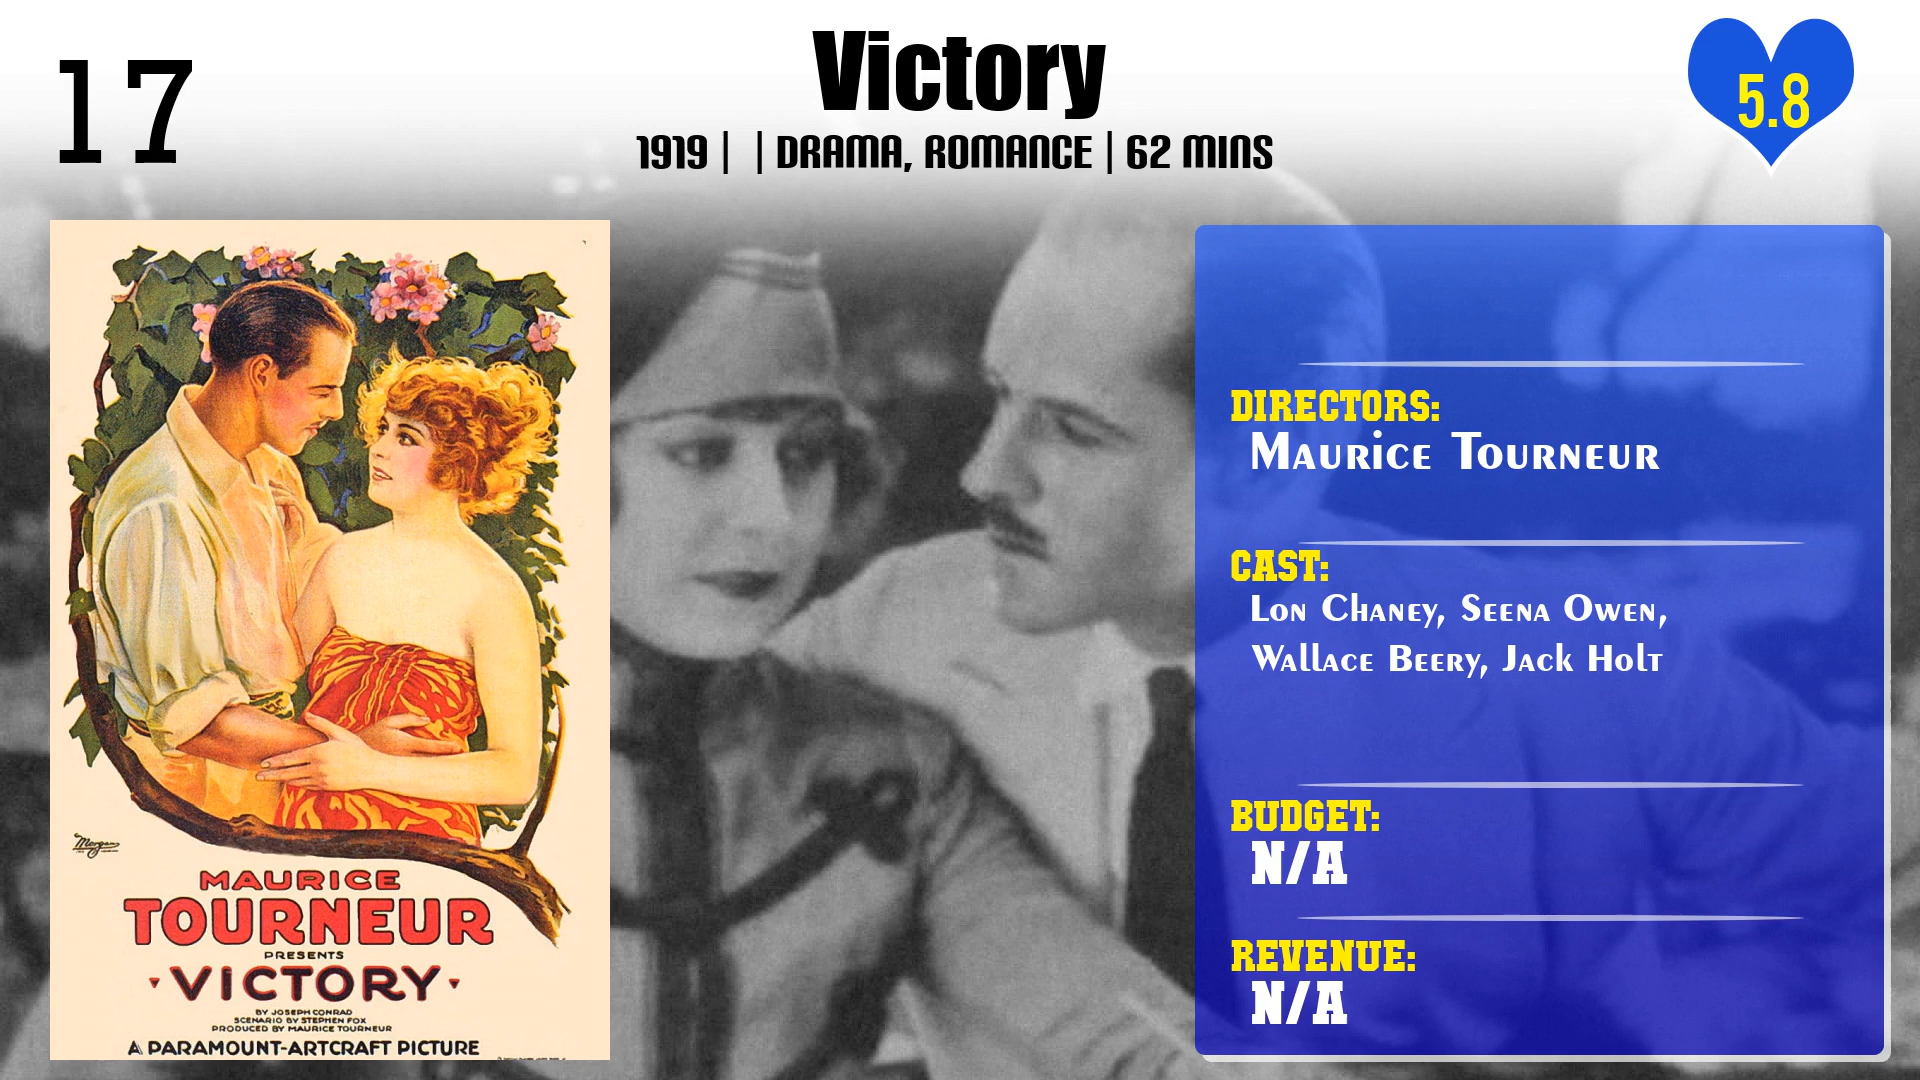 17
Victory
1919 |  | DRAMA, ROMANCE | 62 MINS
5.8
Morgan
MAURICE
TOURNEUR
PRESENTS
VICTORY
BY JOSEPH CONRAD
SCENARIO BY STEPHEN FOX
PRODUCED BY MAURICE TOURNEUR
A PARAMOUNT-ARTCRAFT PICTURE
DIRECTORS:
Maurice Tourneur
CAST:
Lon Chaney, Seena Owen,
Wallace Beery, Jack Holt
BUDGET:
N/A
REVENUE:
N/A